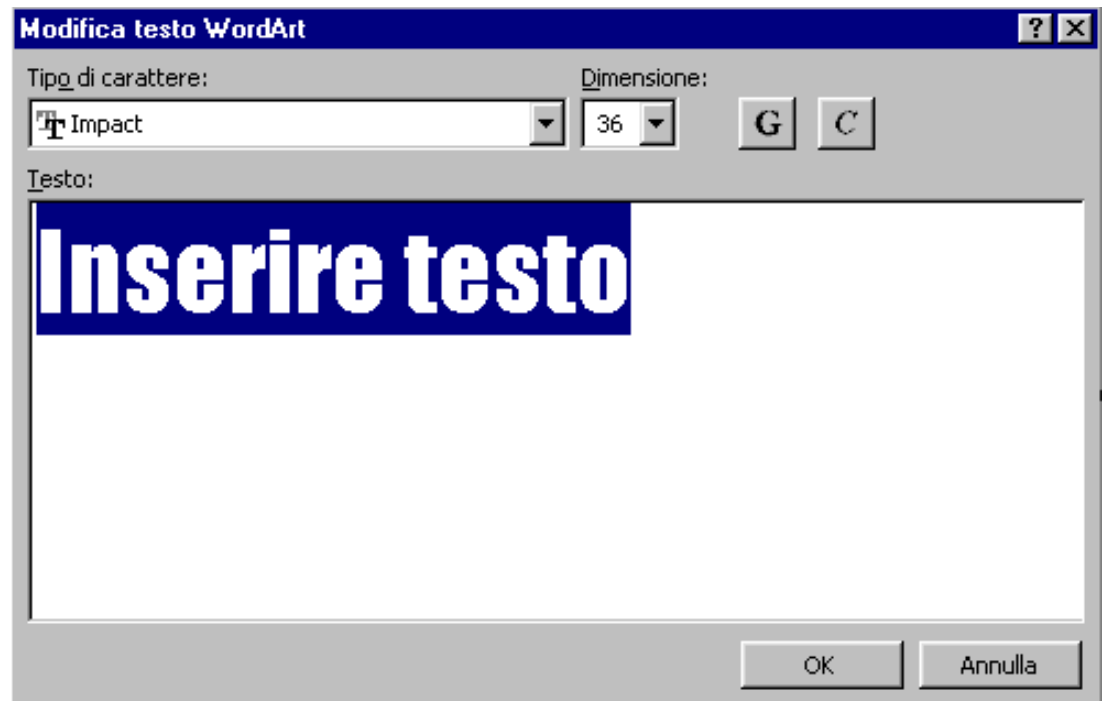 Modifica testo WordArt
Tipo di carattere: Dimensione:
Impact 36 G C
Testo:
Inserire testo
OK Annulla